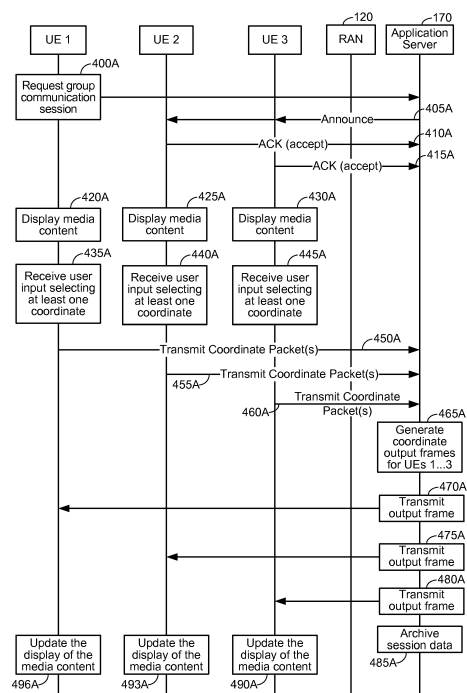 120
170
UE 1
UE 2
UE 3
RAN
Application
Server
400A
Request group
communication
session
405A
Announce
410A
ACK (accept)
415A
ACK (accept)
420A
425A
430A
Display media
content
Display media
content
Display media
content
435A
440A
445A
Receive user
input selecting
at least one
coordinate
Receive user
input selecting
at least one
coordinate
Receive user
input selecting
at least one
coordinate
450A
Transmit Coordinate Packet(s)
Transmit Coordinate Packet(s)
455A
Transmit Coordinate
Packet(s)
460A
465A
Generate
coordinate
output frames
for UEs 1...3
470A
Transmit
output frame
475A
Transmit
output frame
480A
Transmit
output frame
Archive
session data
485A
Update the
display of the
media content
Update the
display of the
media content
Update the
display of the
media content
496A
493A
490A